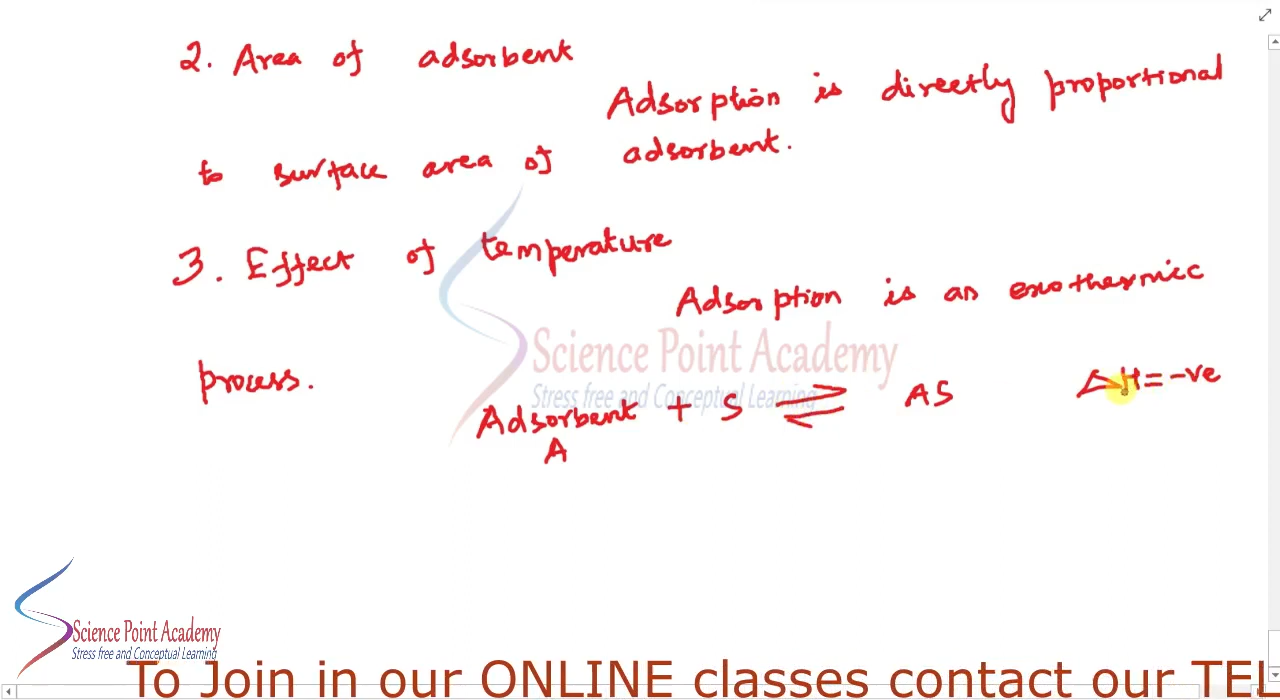 2. Area of adsorbent
Adsorption is directly proportional
to surface area of adsorbent.
3. Effect of temperature
Adsorption is an exothermic
process.
Adsorbent + S ⇌ AS ΔH = -ve
A
Science Point Academy
Stress free and Conceptual Learning
Science Point Academy
Stress free and Conceptual Learning
To Join in our ONLINE classes contact our TEL